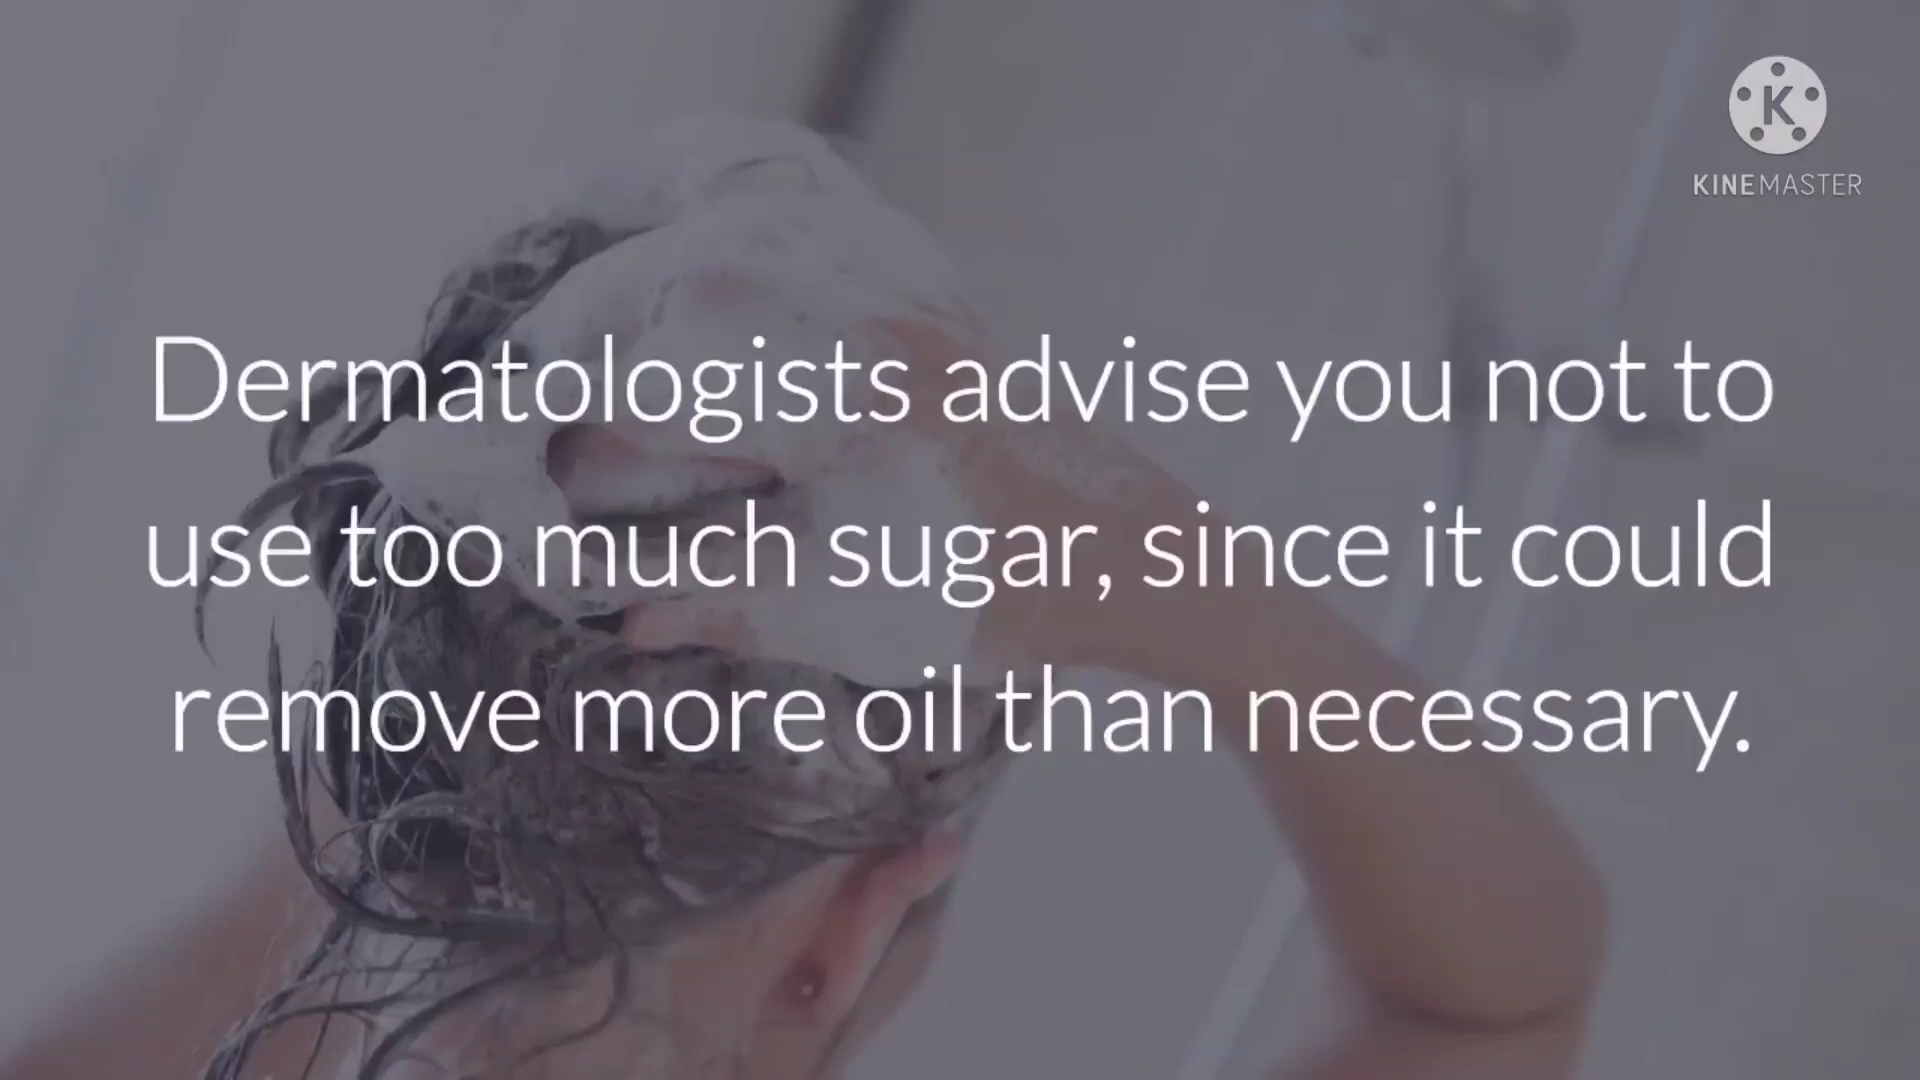 K
KINEMASTER
Dermatologists advise you not to
use too much sugar, since it could
remove more oil than necessary.